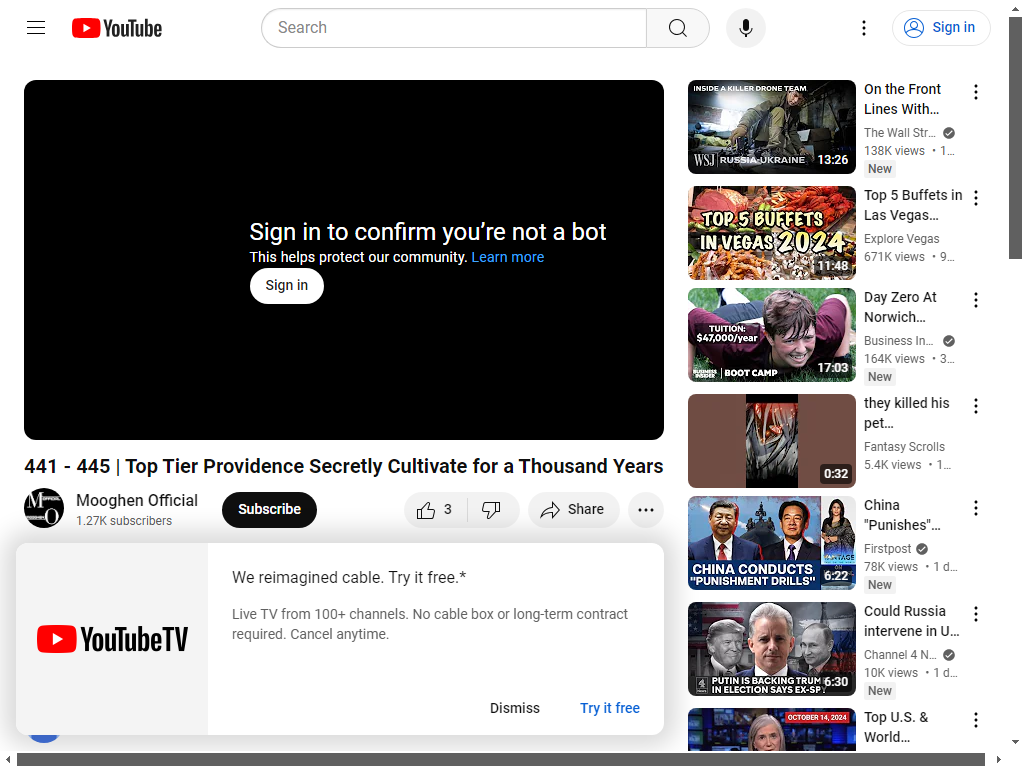 YouTube
Search
Sign in
Sign in to confirm you’re not a bot
This helps protect our community. Learn more
Sign in
441 - 445 | Top Tier Providence Secretly Cultivate for a Thousand Years
Mooghen Official
1.27K subscribers
Subscribe
3
Share
We reimagined cable. Try it free.*
Live TV from 100+ channels. No cable box or long-term contract
required. Cancel anytime.
YouTubeTV
Dismiss
Try it free
INSIDE A KILLER DRONE TEAM
WSJ RUSSIA-UKRAINE
13:26
On the Front
Lines With…
The Wall Str…
138K views • 1…
New
TOP 5 BUFFETS
IN VEGAS 2024
11:48
Top 5 Buffets in
Las Vegas…
Explore Vegas
671K views • 9…
TUITION:
$47,000/year
BUSINESS
INSIDER
BOOT CAMP
17:03
Day Zero At
Norwich…
Business In…
164K views • 3…
New
0:32
they killed his
pet…
Fantasy Scrolls
5.4K views • 1…
CHINA CONDUCTS
"PUNISHMENT DRILLS"
6:22
China
"Punishes"…
Firstpost
78K views • 1 d…
New
PUTIN IS BACKING TRUMP
IN ELECTION SAYS EX-SPY
6:30
Could Russia
intervene in U…
Channel 4 N…
10K views • 1 d…
New
OCTOBER 14, 2024
Top U.S. &
World…